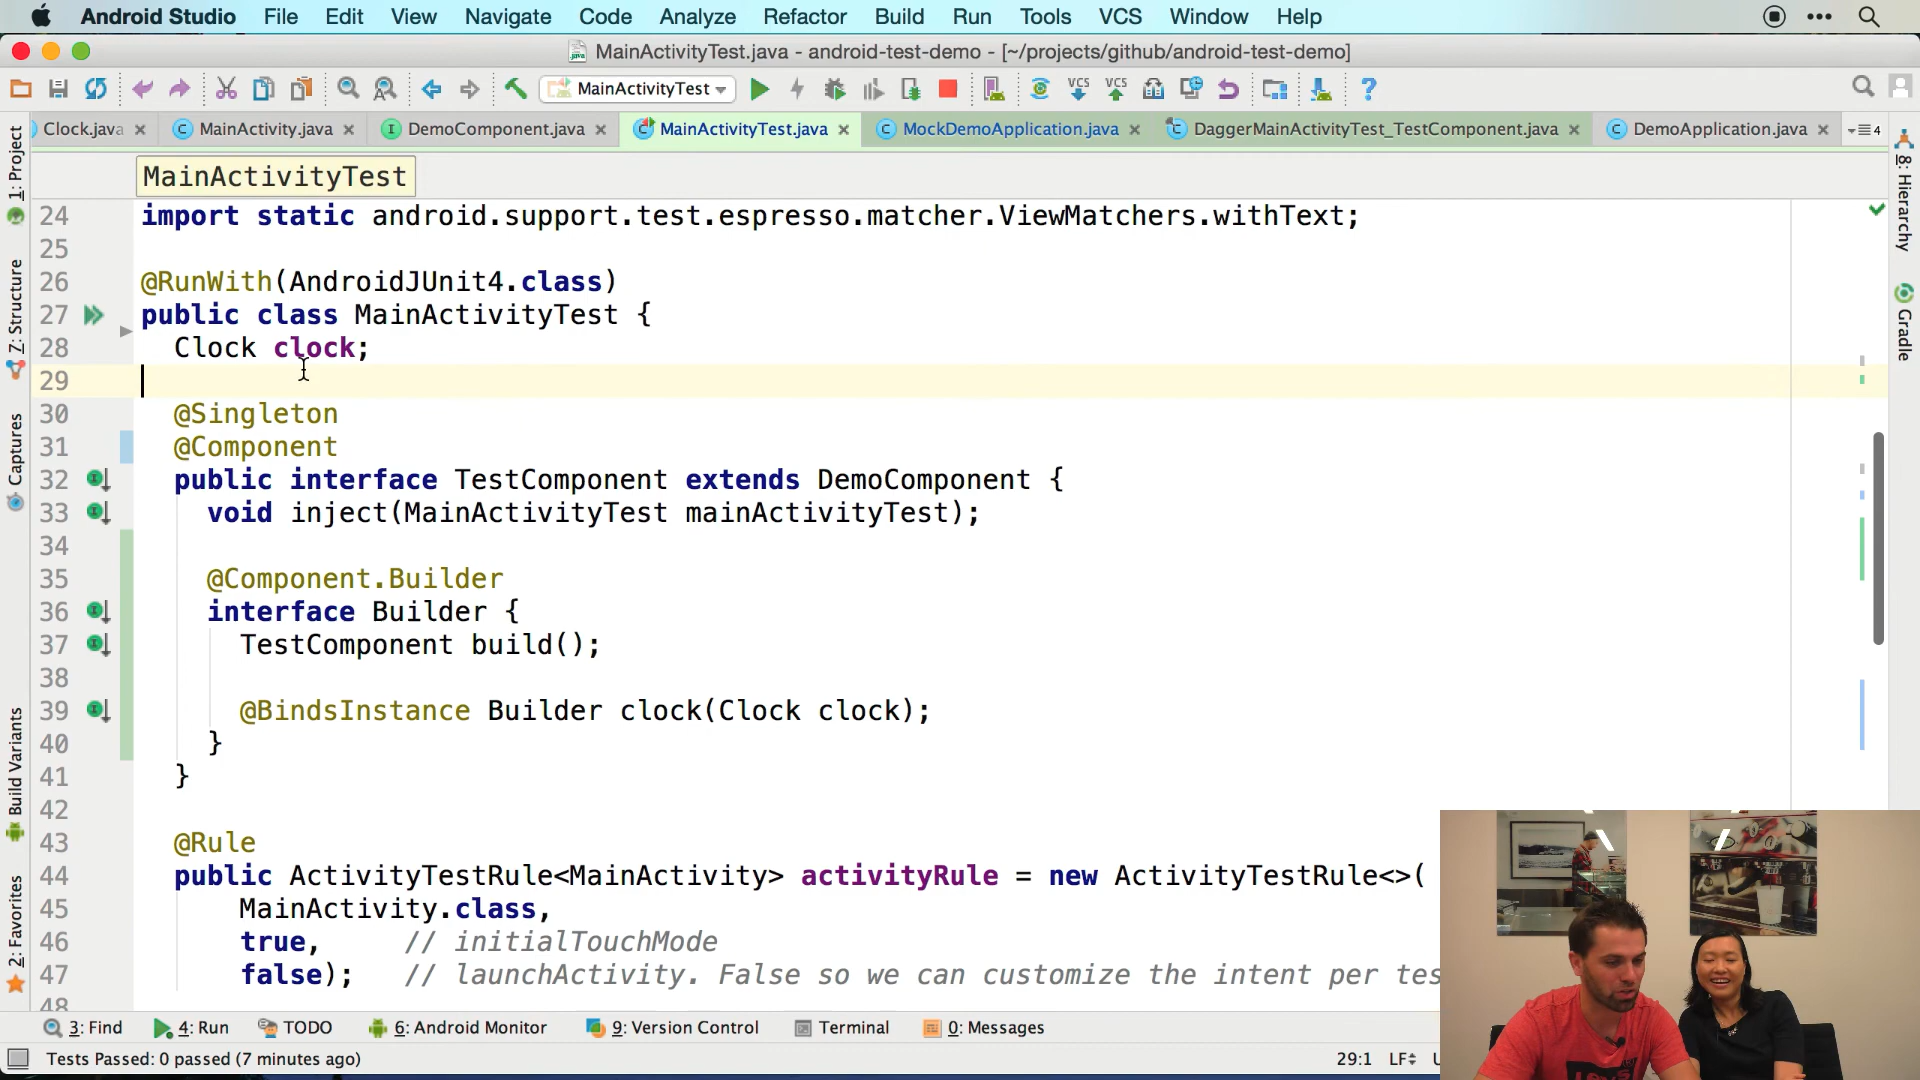 Android Studio File Edit View Navigate Code Analyze Refactor Build Run Tools VCS Window Help
MainActivityTest.java - android-test-demo - [~/projects/github/android-test-demo]
MainActivityTest VCS VCS ?
Clock.java MainActivity.java DemoComponent.java MainActivityTest.java MockDemoApplication.java DaggerMainActivityTest_TestComponent.java DemoApplication.java 4
MainActivityTest
24 import static android.support.test.espresso.matcher.ViewMatchers.withText;
25
26 @RunWith(AndroidJUnit4.class)
27 public class MainActivityTest {
28 Clock clock;
29
30 @Singleton
31 @Component
32 public interface TestComponent extends DemoComponent {
33 void inject(MainActivityTest mainActivityTest);
34
35 @Component.Builder
36 interface Builder {
37 TestComponent build();
38
39 @BindsInstance Builder clock(Clock clock);
40 }
41 }
42
43 @Rule
44 public ActivityTestRule<MainActivity> activityRule = new ActivityTestRule<>(
45 MainActivity.class,
46 true, // initialTouchMode
47 false); // launchActivity. False so we can customize the intent per tes
48
1: Project
7: Structure
Captures
Build Variants
2: Favorites
8: Hierarchy
Gradle
3: Find 4: Run TODO 6: Android Monitor 9: Version Control Terminal 0: Messages
Tests Passed: 0 passed (7 minutes ago) 29:1 LF